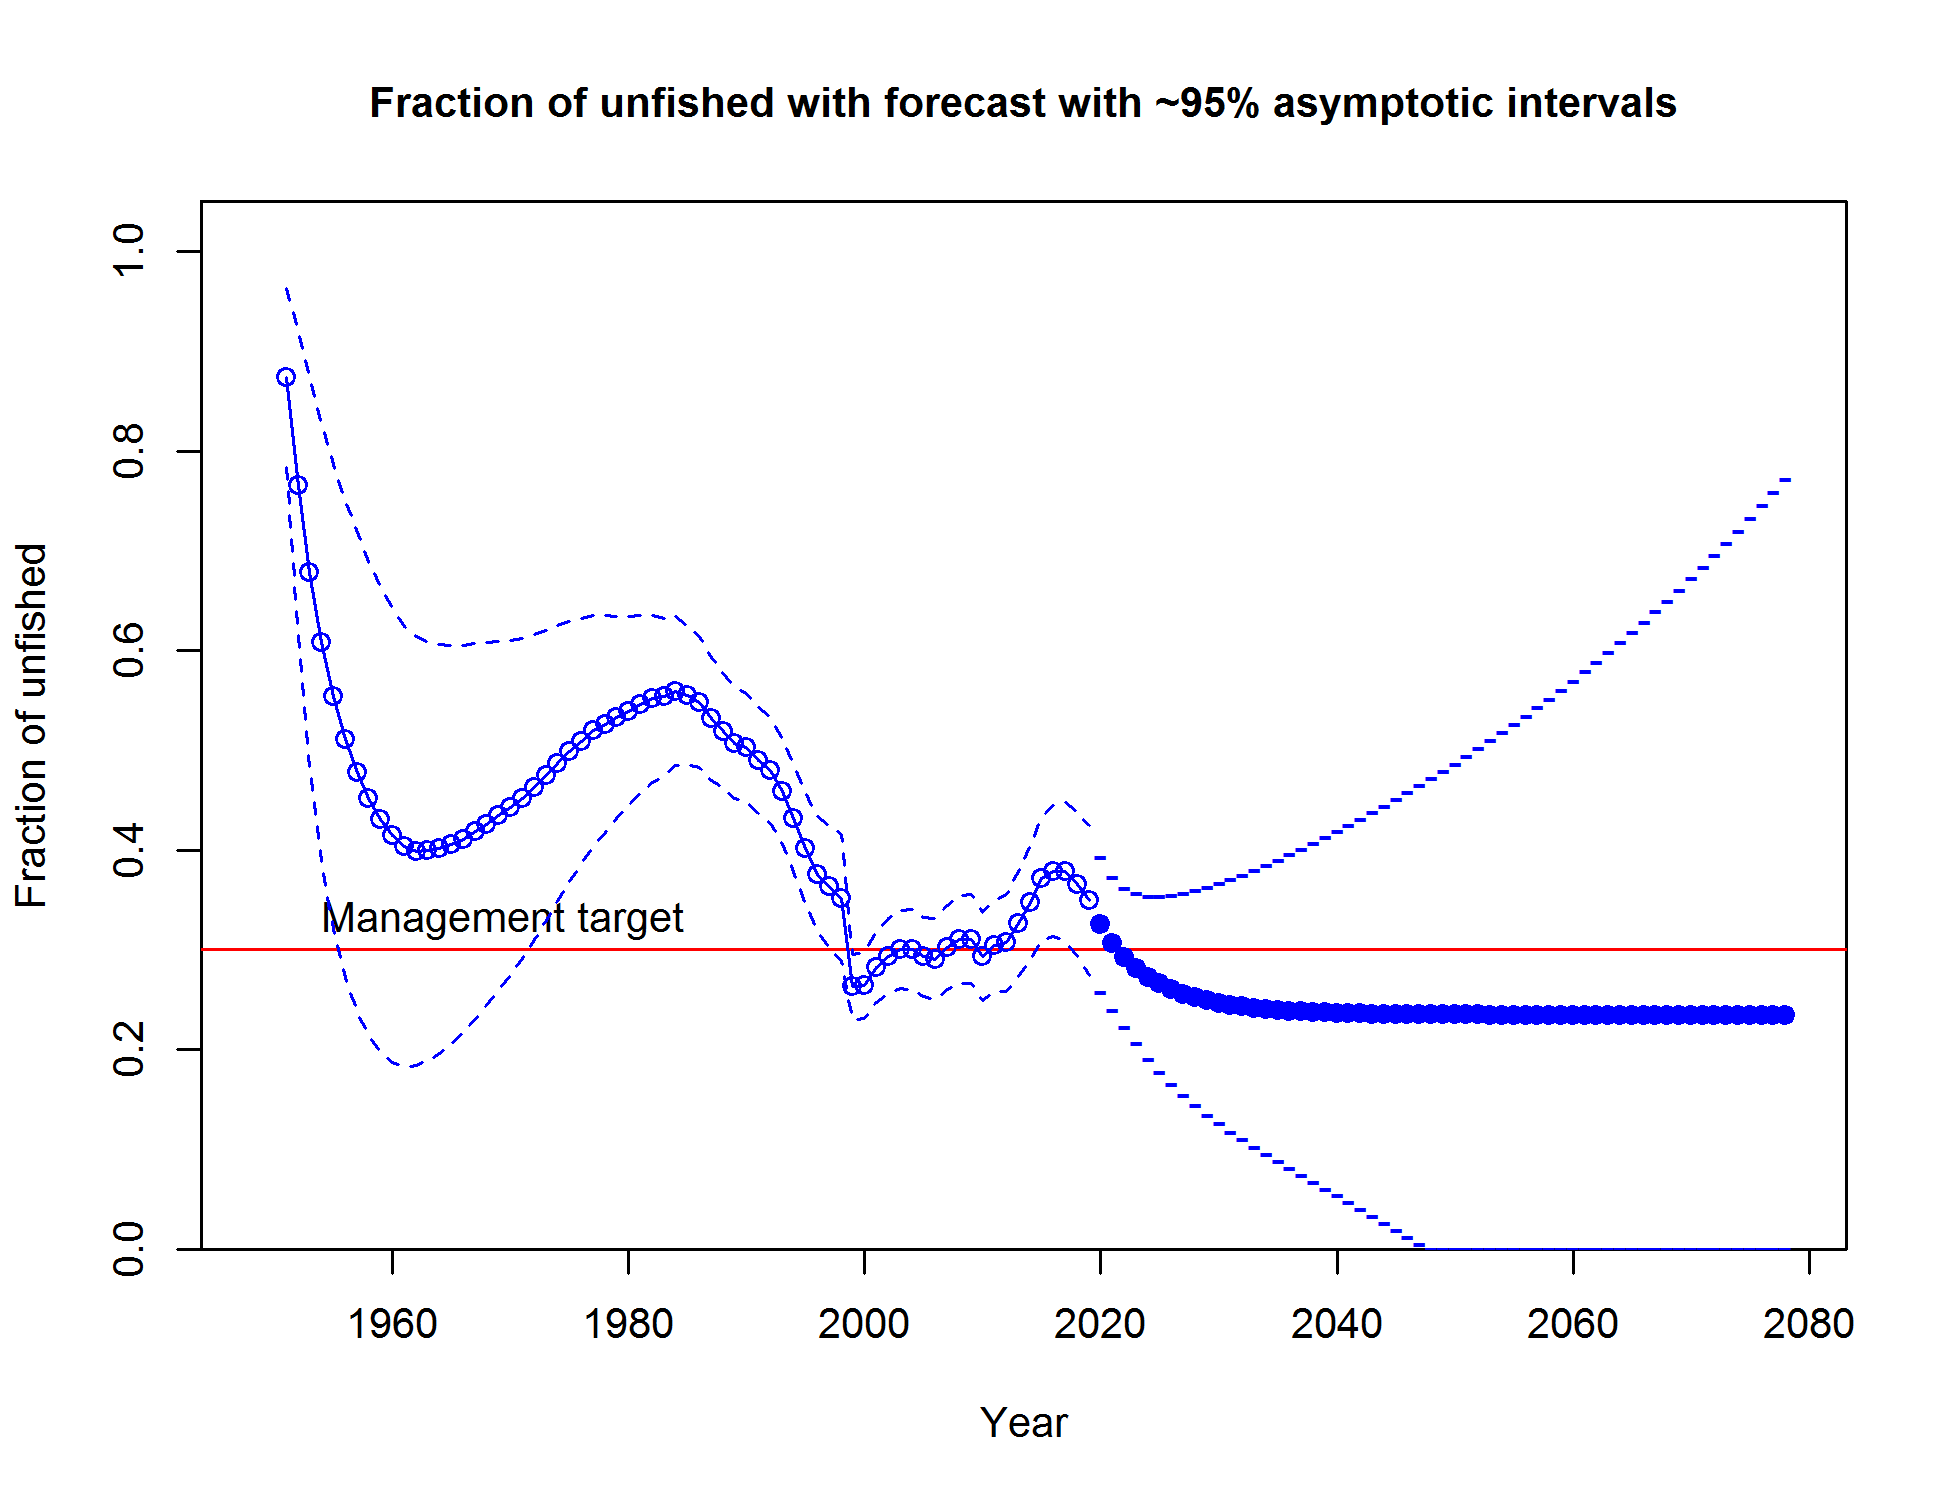 Fraction of unfished with forecast with ~95% asymptotic intervals
Fraction of unfished
1.0
0.8
0.6
0.4
0.2
0.0
Management target
1960 1980 2000 2020 2040 2060 2080
Year